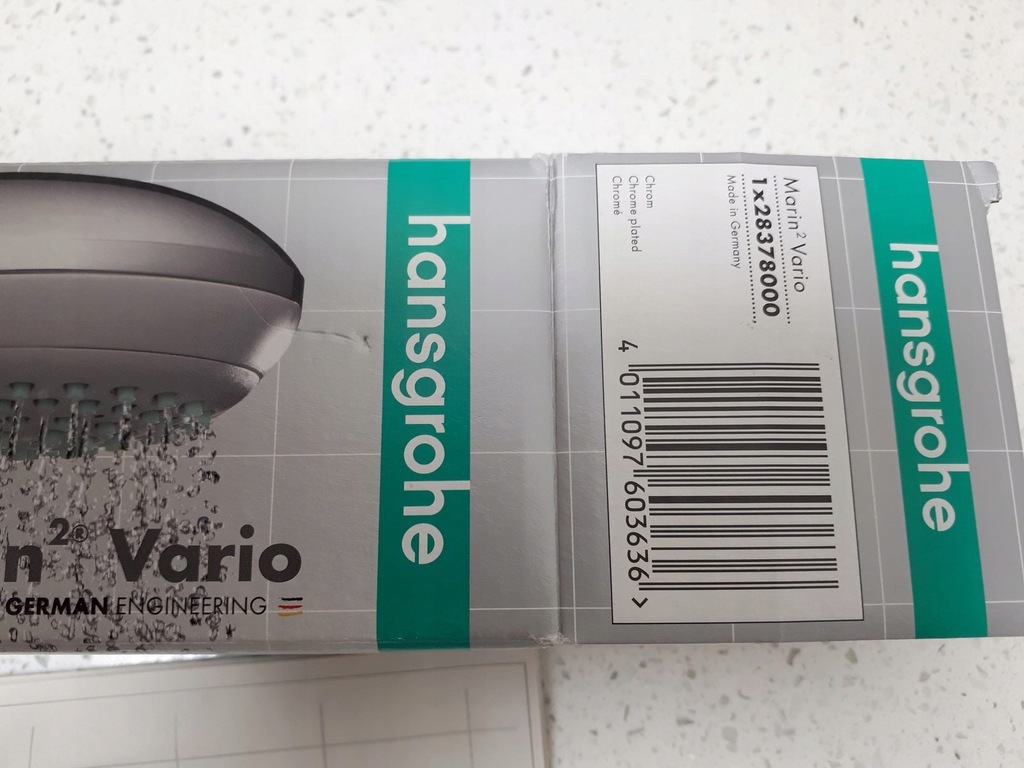 hansgrohe
n²® Vario
GERMAN ENGINEERING
Marin² Vario
1x28378000
Made in Germany
Chrom
Chrome plated
Chromé
4 011097 603636 >
hansgrohe